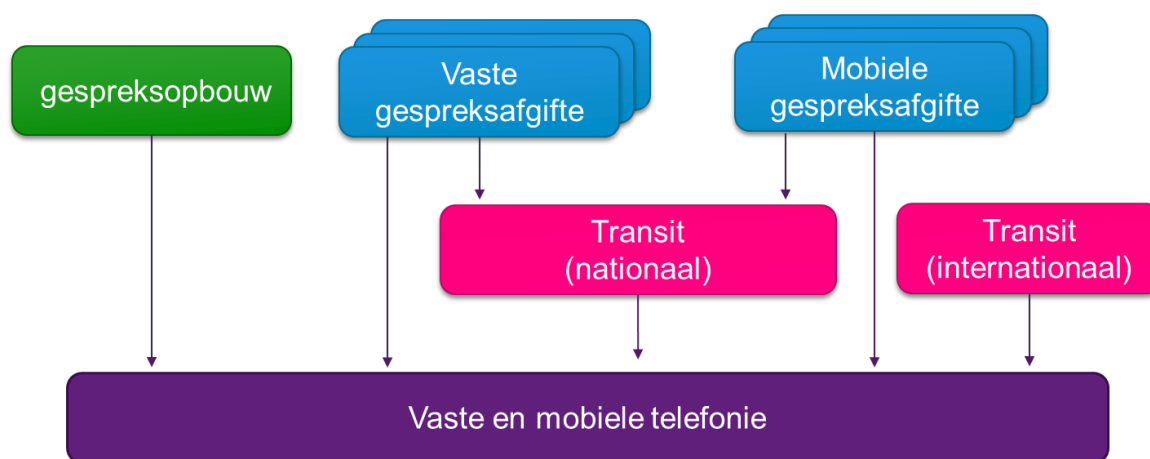 gespreksopbouw
Vaste
gespreksafgifte
Mobiele
gespreksafgifte
Transit
(nationaal)
Transit
(internationaal)
Vaste en mobiele telefonie